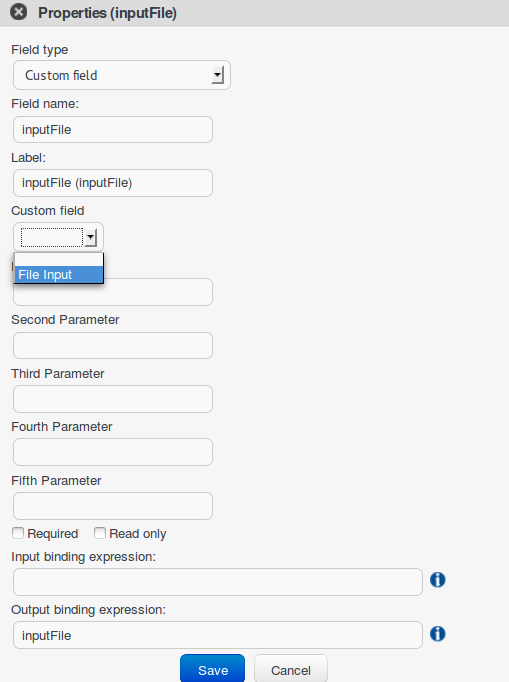 Properties (inputFile)
Field type
Custom field
Field name:
inputFile
Label:
inputFile (inputFile)
Custom field
File Input
Second Parameter
Third Parameter
Fourth Parameter
Fifth Parameter
Required Read only
Input binding expression:
Output binding expression:
inputFile
Save Cancel